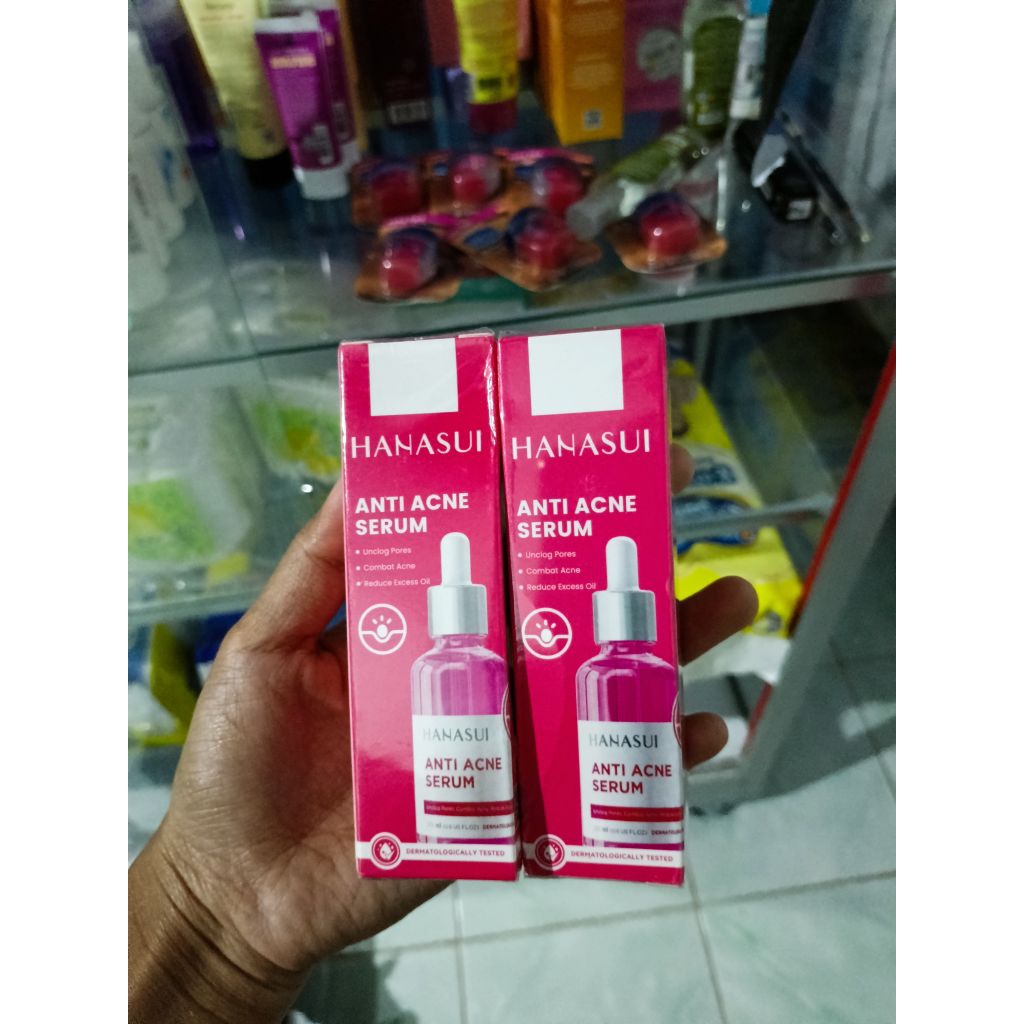 HANASUI
ANTI ACNE
SERUM
Unclog Pores
Combat Acne
Reduce Excess Oil
HANASUI
ANTI ACNE
SERUM
DERMATOLOGICALLY TESTED
HANASUI
ANTI ACNE
SERUM
Unclog Pores
Combat Acne
Reduce Excess Oil
HANASUI
ANTI ACNE
SERUM
DERMATOLOGICALLY TESTED